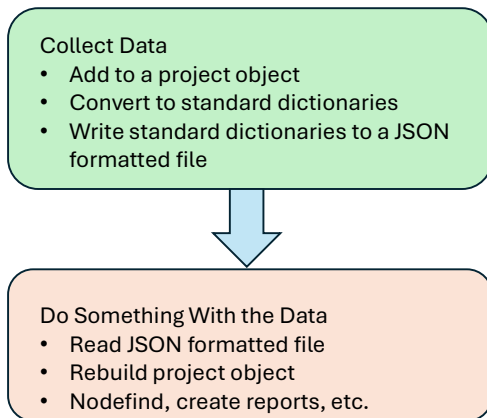 Collect Data
• Add to a project object
• Convert to standard dictionaries
• Write standard dictionaries to a JSON
formatted file
Do Something With the Data
• Read JSON formatted file
• Rebuild project object
• Nodefind, create reports, etc.